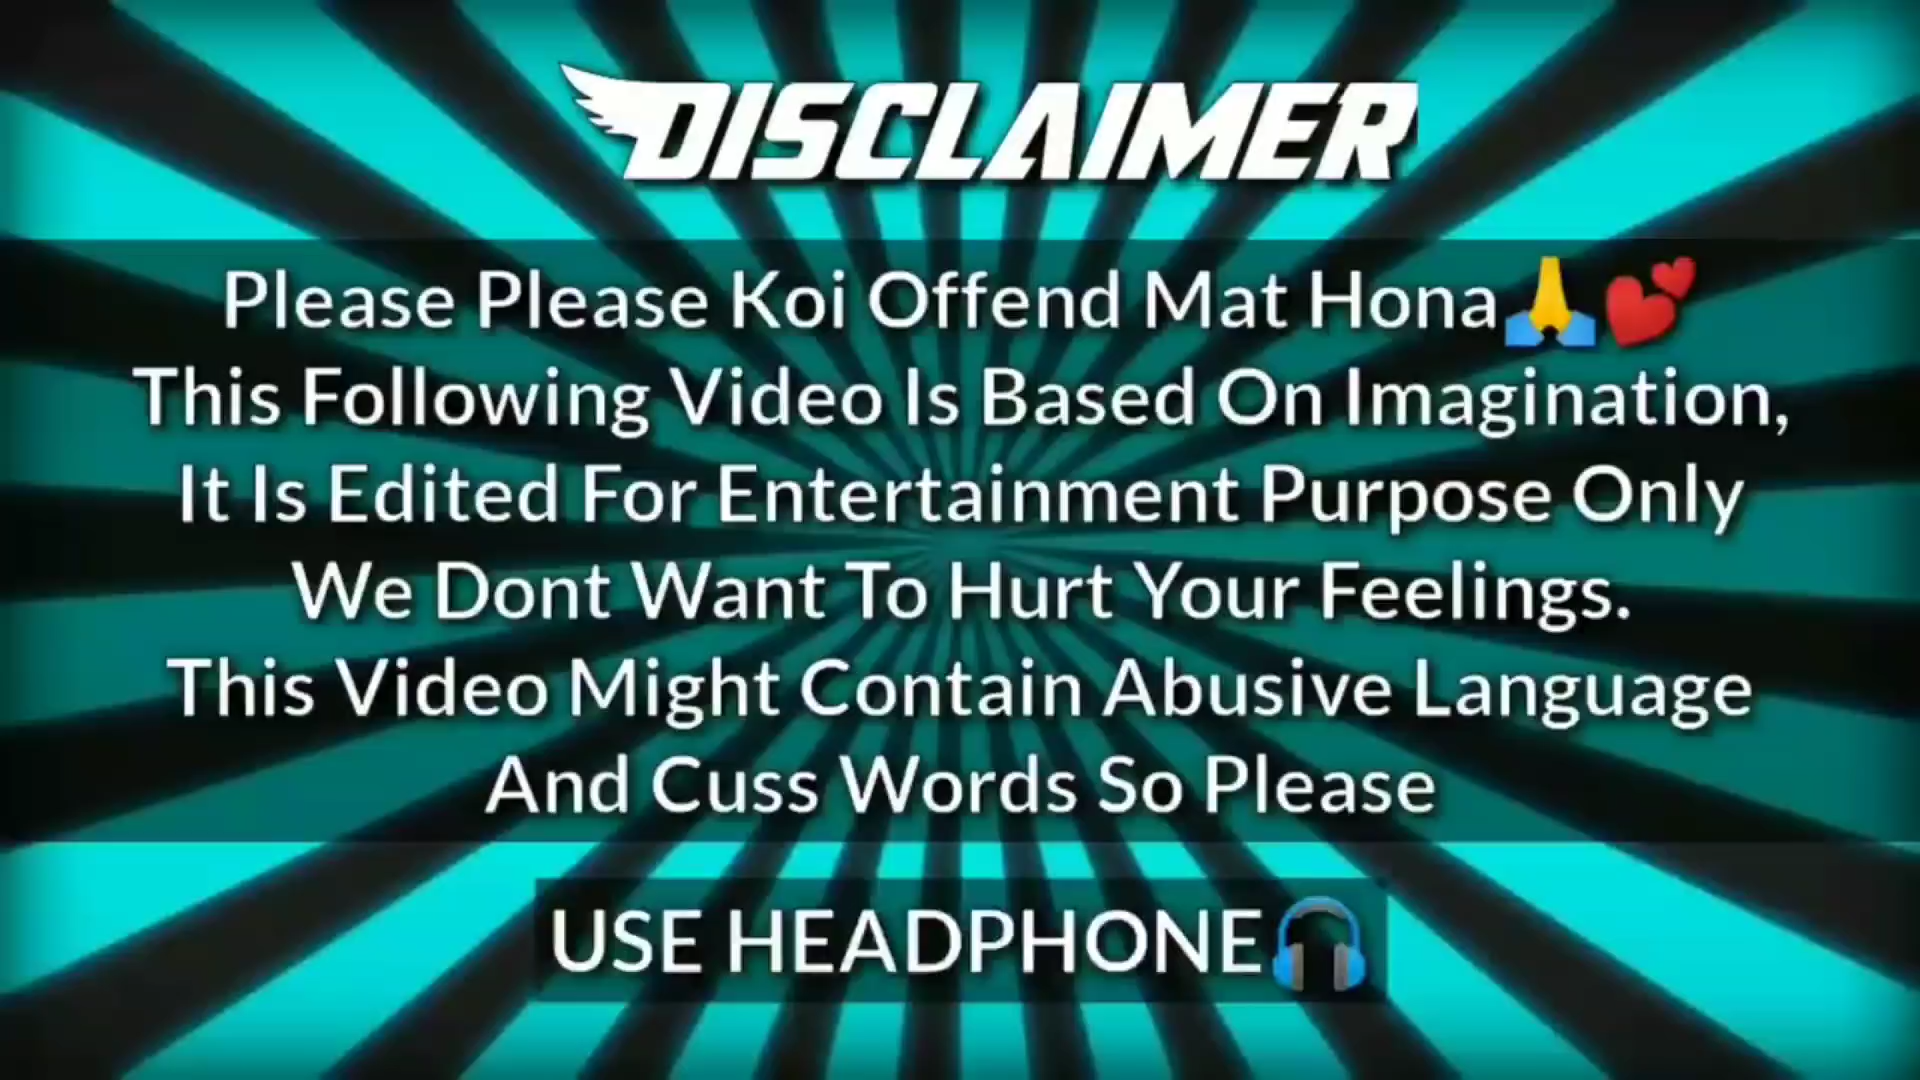 DISCLAIMER
Please Please Koi Offend Mat Hona🙏💕
This Following Video Is Based On Imagination,
It Is Edited For Entertainment Purpose Only
We Dont Want To Hurt Your Feelings.
This Video Might Contain Abusive Language
And Cuss Words So Please
USE HEADPHONE🎧